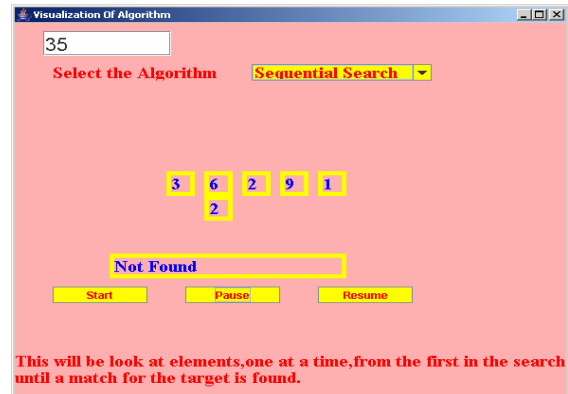 Visualization Of Algorithm
35
Select the Algorithm Sequential Search
3 6 2 9 1
2
Not Found
Start Pause Resume
This will be look at elements,one at a time,from the first in the search
until a match for the target is found.